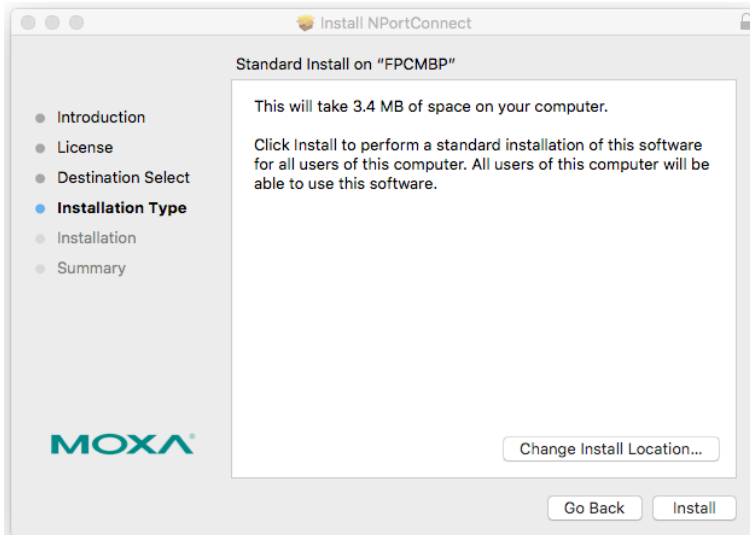 Install NPortConnect
Standard Install on "FPCMBP"
Introduction
License
Destination Select
Installation Type
Installation
Summary
This will take 3.4 MB of space on your computer.
Click Install to perform a standard installation of this software
for all users of this computer. All users of this computer will be
able to use this software.
MOXA®
Change Install Location...
Go Back
Install